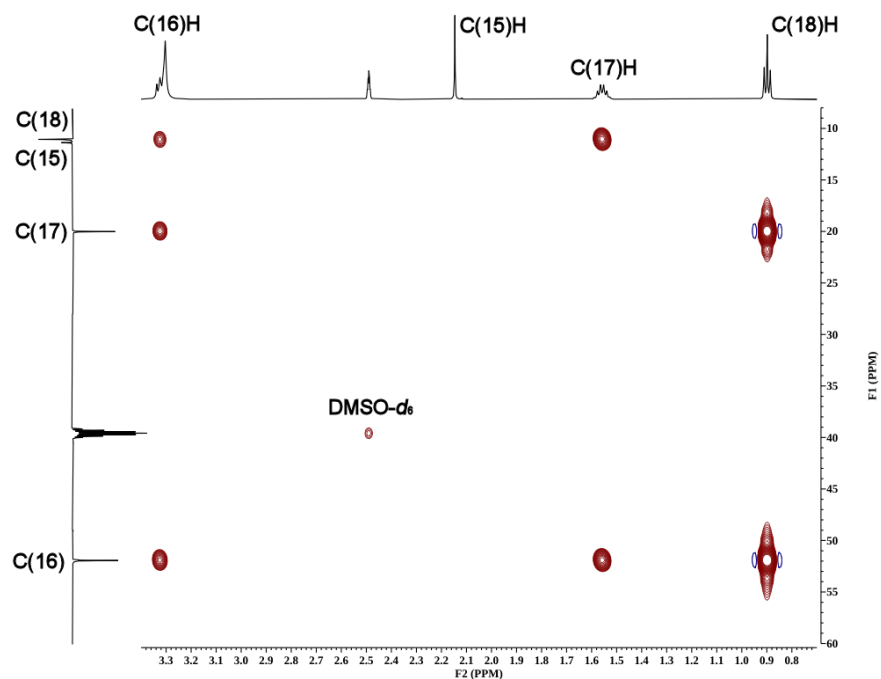 C(16)H
C(15)H
C(17)H
C(18)H
C(18)
C(15)
C(17)
DMSO-d6
C(16)
10
15
20
25
30
35
40
45
50
55
60
F1 (PPM)
3.3 3.2 3.1 3.0 2.9 2.8 2.7 2.6 2.5 2.4 2.3 2.2 2.1 2.0 1.9 1.8 1.7 1.6 1.5 1.4 1.3 1.2 1.1 1.0 0.9 0.8
F2 (PPM)